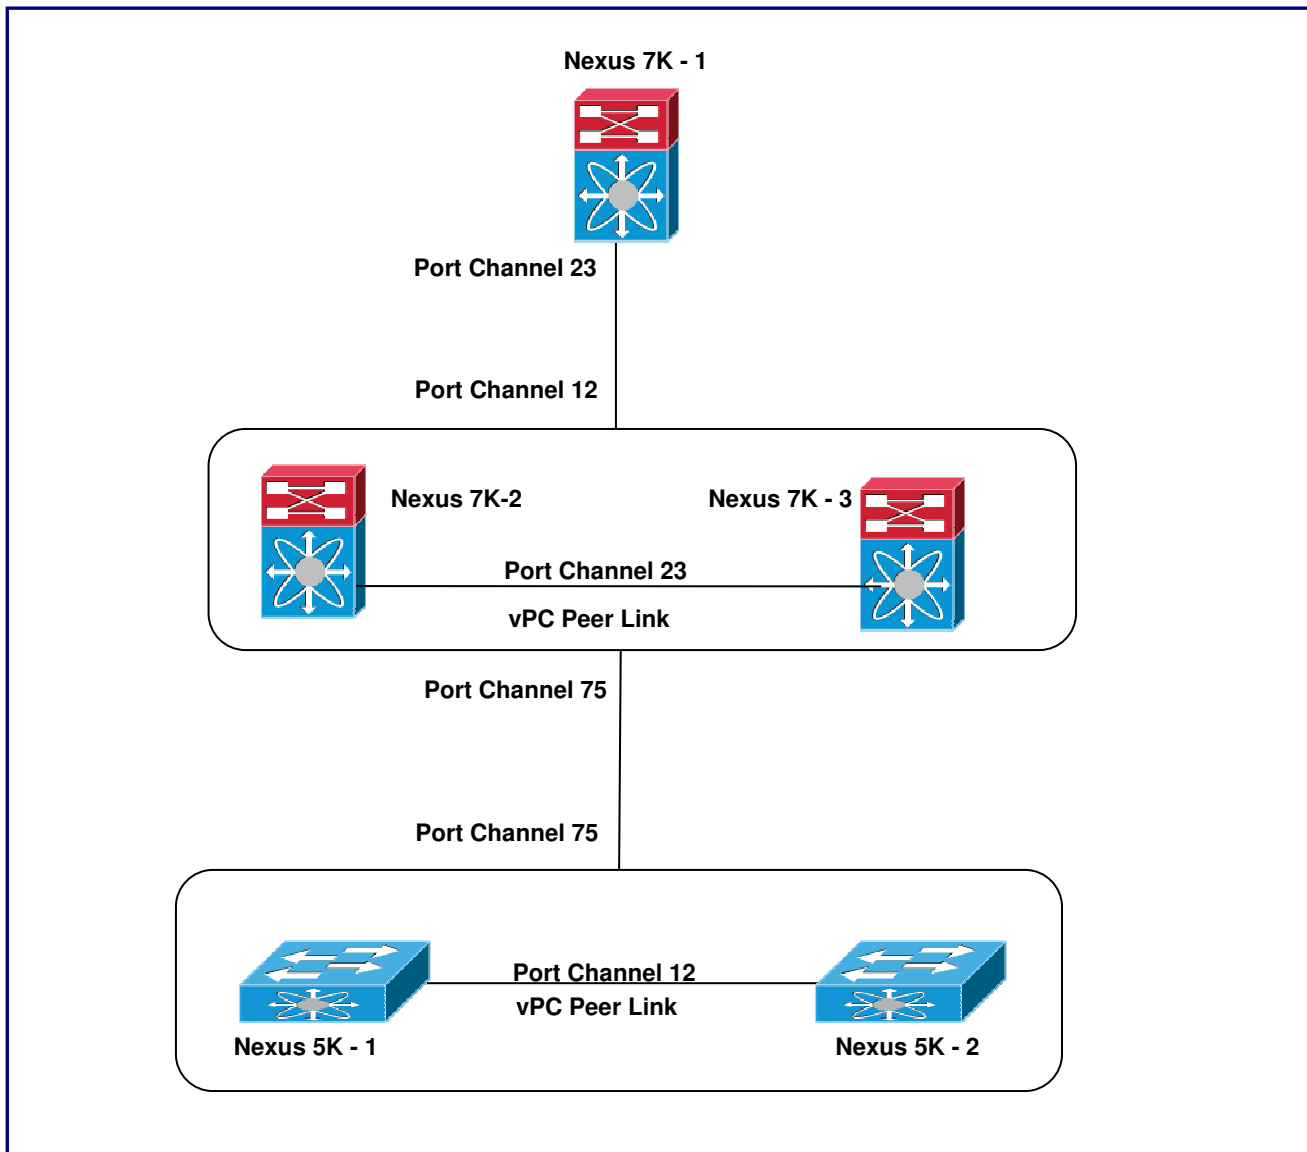 Nexus 7K - 1
Port Channel 23
Port Channel 12
Nexus 7K-2
Nexus 7K - 3
Port Channel 23
vPC Peer Link
Port Channel 75
Port Channel 75
Port Channel 12
vPC Peer Link
Nexus 5K - 1
Nexus 5K - 2